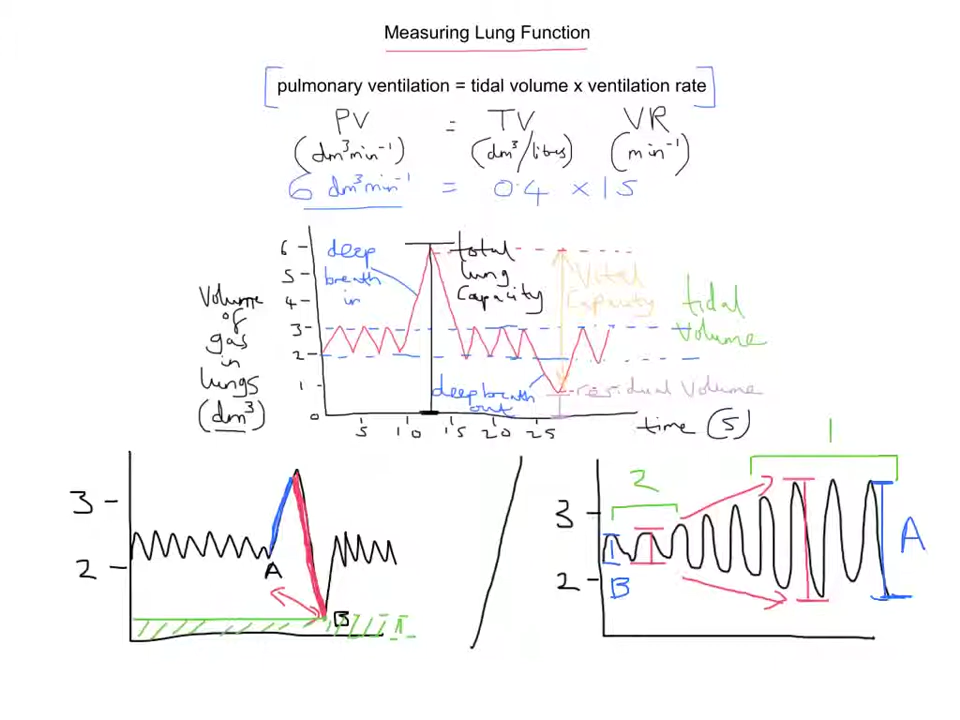 Measuring Lung Function
pulmonary ventilation = tidal volume x ventilation rate
PV = TV VR
(dm³min⁻¹) (dm³/litres) (min⁻¹)
6 dm³min⁻¹ = 0.4 × 15
Volume
of
gas
in
lungs
(dm³)
6
5
4
3
2
1
0
deep
breath
in
total
lung
capacity
Vital
Capacity
tidal
Volume
deep breath
out
residual Volume
5 10 15 20 25
time (s)
3
2
A
B
3
2
2
1
B
A